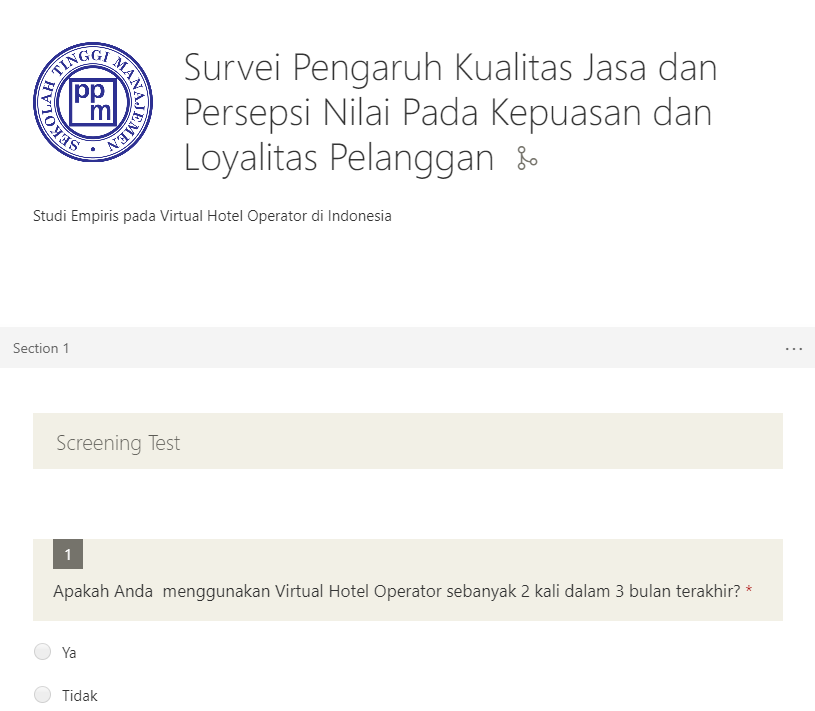 SEKOLAH TINGGI MANAJEMEN
pp
m
Survei Pengaruh Kualitas Jasa dan
Persepsi Nilai Pada Kepuasan dan
Loyalitas Pelanggan
Studi Empiris pada Virtual Hotel Operator di Indonesia
Section 1
...
Screening Test
1
Apakah Anda  menggunakan Virtual Hotel Operator sebanyak 2 kali dalam 3 bulan terakhir? *
Ya
Tidak